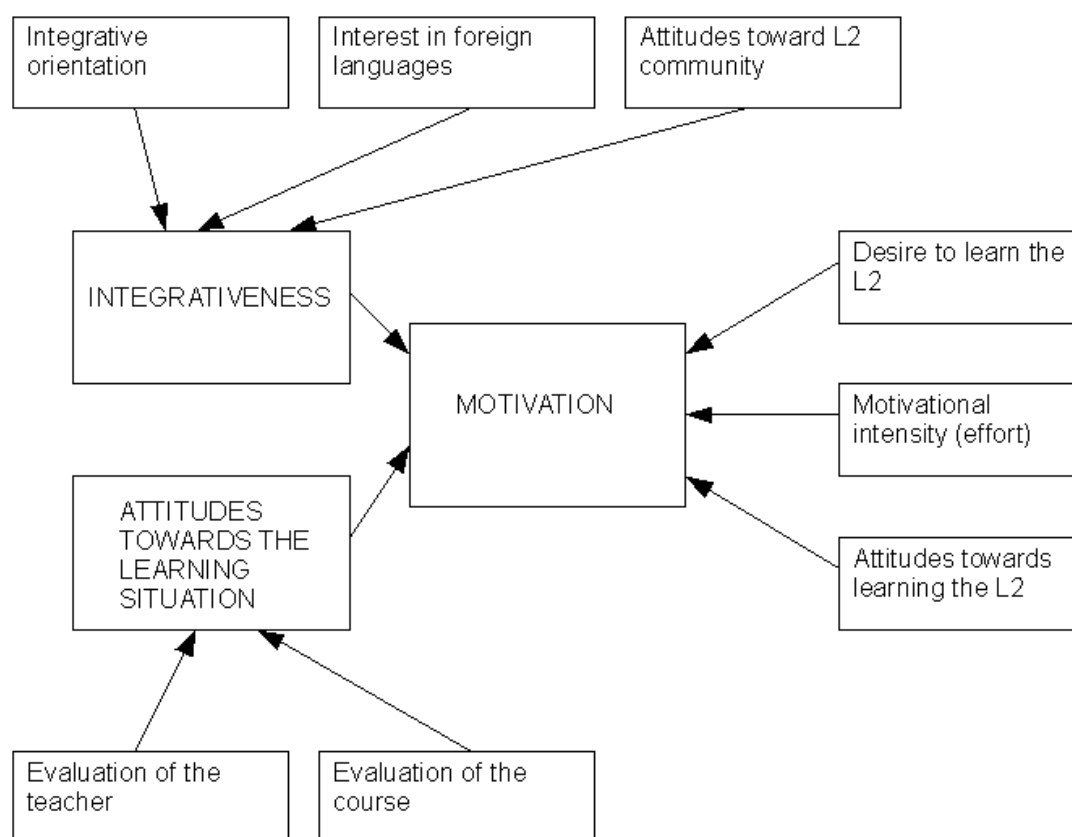 Integrative
orientation
Interest in foreign
languages
Attitudes toward L2
community
INTEGRATIVENESS
Desire to learn the
L2
MOTIVATION
Motivational
intensity (effort)
ATTITUDES
TOWARDS THE
LEARNING
SITUATION
Attitudes towards
learning the L2
Evaluation of the
teacher
Evaluation of the
course